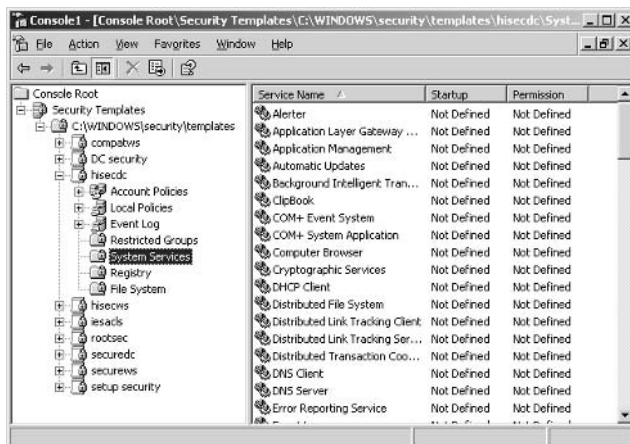 Console1 - [Console Root\Security Templates\C:\WINDOWS\security\templates\hisecdc\Syst...
File Action View Favorites Window Help
Console Root
Security Templates
C:\WINDOWS\security\templates
compatws
DC security
hisecdc
Account Policies
Local Policies
Event Log
Restricted Groups
System Services
Registry
File System
hisecws
iesacls
rootsec
securedc
securews
setup security
Service Name Startup Permission
Alerter Not Defined Not Defined
Application Layer Gateway ... Not Defined Not Defined
Application Management Not Defined Not Defined
Automatic Updates Not Defined Not Defined
Background Intelligent Tran... Not Defined Not Defined
ClipBook Not Defined Not Defined
COM+ Event System Not Defined Not Defined
COM+ System Application Not Defined Not Defined
Computer Browser Not Defined Not Defined
Cryptographic Services Not Defined Not Defined
DHCP Client Not Defined Not Defined
Distributed File System Not Defined Not Defined
Distributed Link Tracking Client Not Defined Not Defined
Distributed Link Tracking Ser... Not Defined Not Defined
Distributed Transaction Coo... Not Defined Not Defined
DNS Client Not Defined Not Defined
DNS Server Not Defined Not Defined
Error Reporting Service Not Defined Not Defined